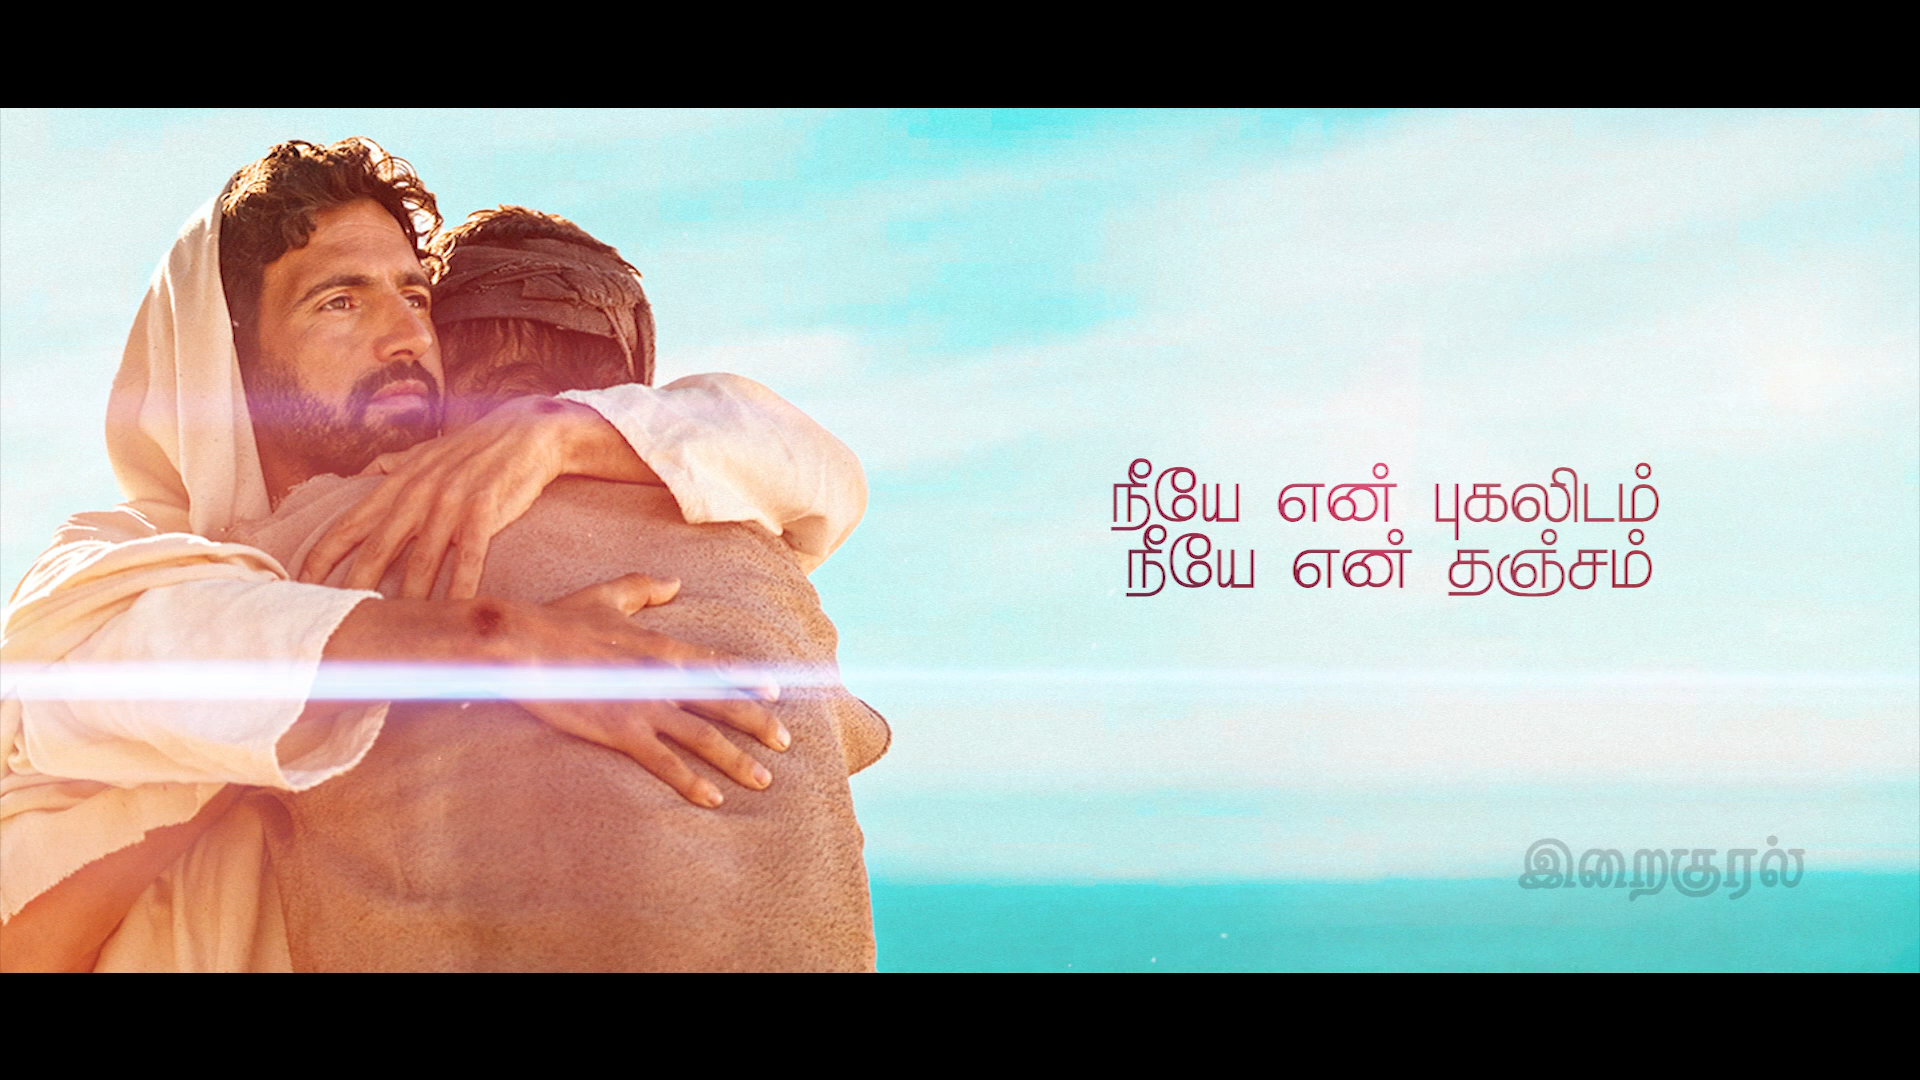 நீயே என் புகலிடம்
நீயே என் தஞ்சம்
இறைகுரல்